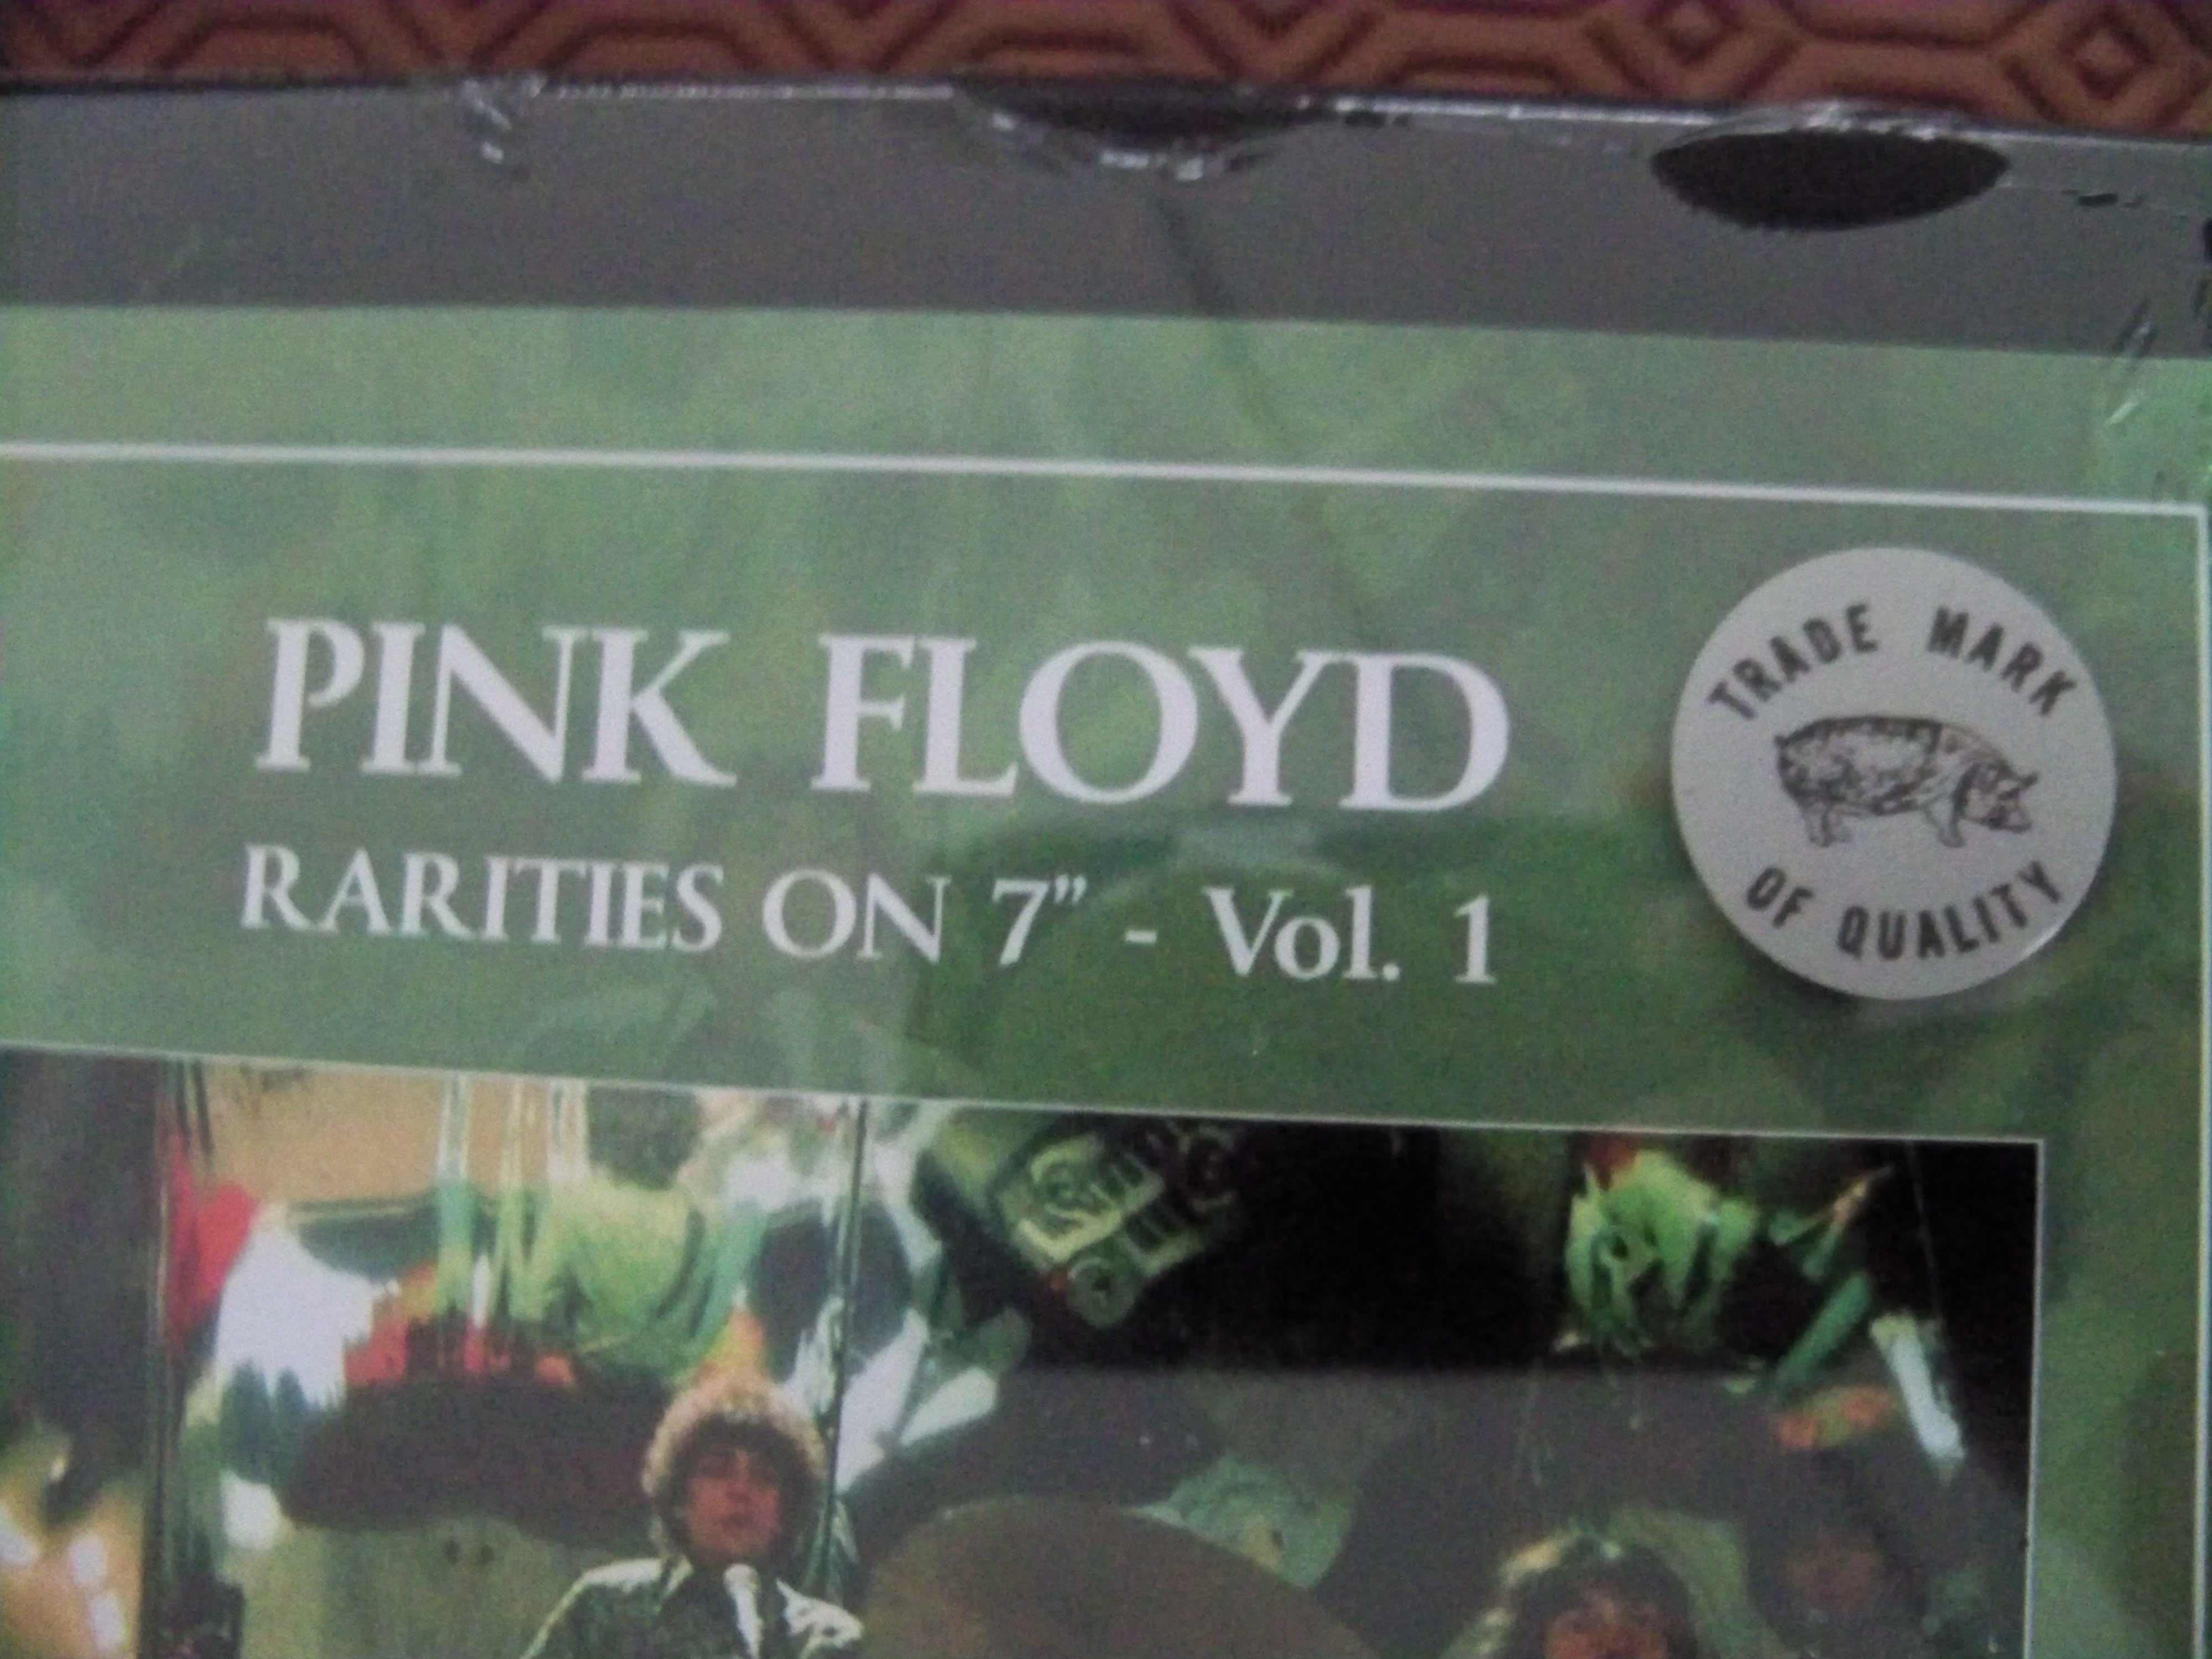 PINK FLOYD
RARITIES ON 7” - Vol. 1
TRADE MARK
OF QUALITY